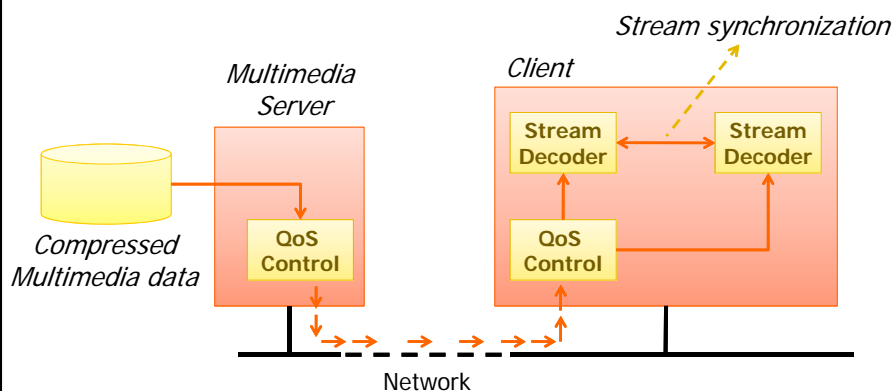 Stream synchronization
Multimedia
Server
Client
Stream
Decoder
Stream
Decoder
Compressed
Multimedia data
QoS
Control
QoS
Control
Network